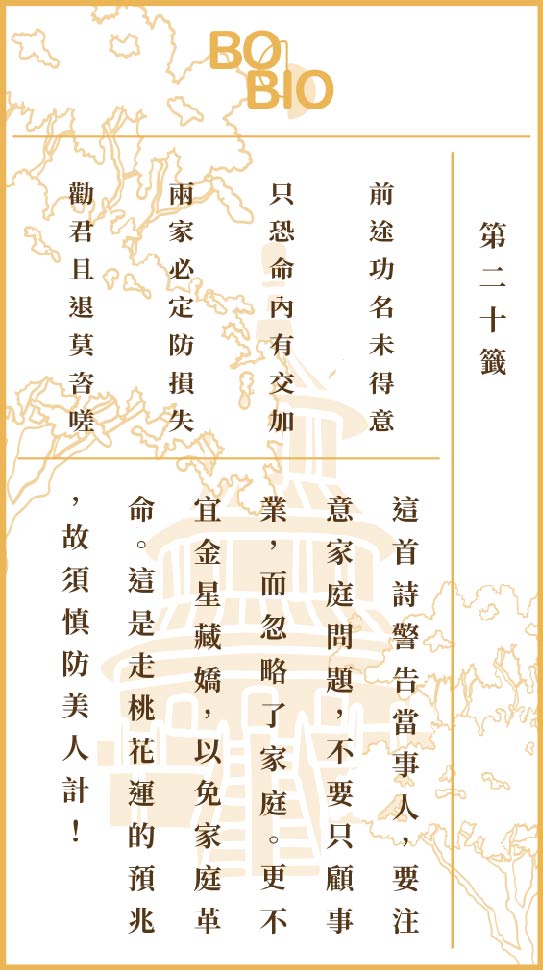 BO
BIO
第二十籤
前途功名未得意
只恐命內有交加
兩家必定防損失
勸君且退莫咨嗟
這首詩警告當事人，要注
意家庭問題，不要只顧事
業，而忽略了家庭。更不
宜金星藏嬌，以免家庭革
命。這是走桃花運的預兆
，故須慎防美人計！